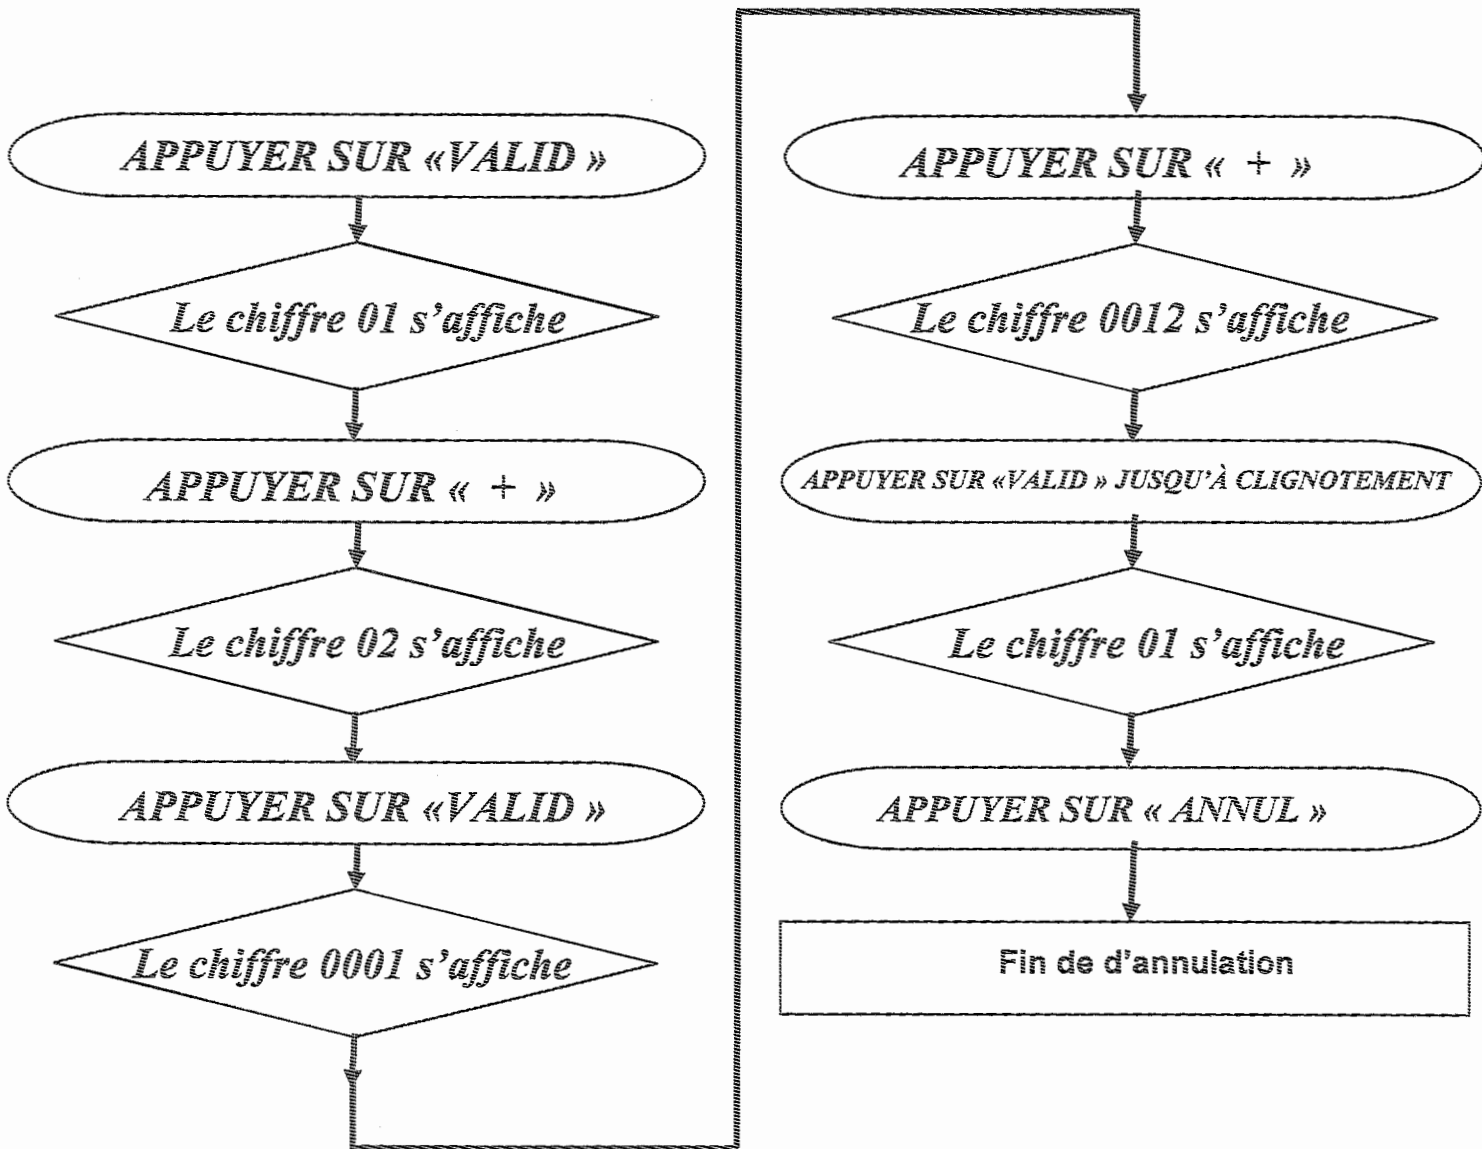 APPUYER SUR «VALID »
Le chiffre 01 s'affiche
APPUYER SUR « + »
Le chiffre 02 s'affiche
APPUYER SUR «VALID »
Le chiffre 0001 s'affiche
APPUYER SUR « + »
Le chiffre 0012 s'affiche
APPUYER SUR «VALID » JUSQU'À CLIGNOTEMENT
Le chiffre 01 s'affiche
APPUYER SUR « ANNUL »
Fin de d'annulation